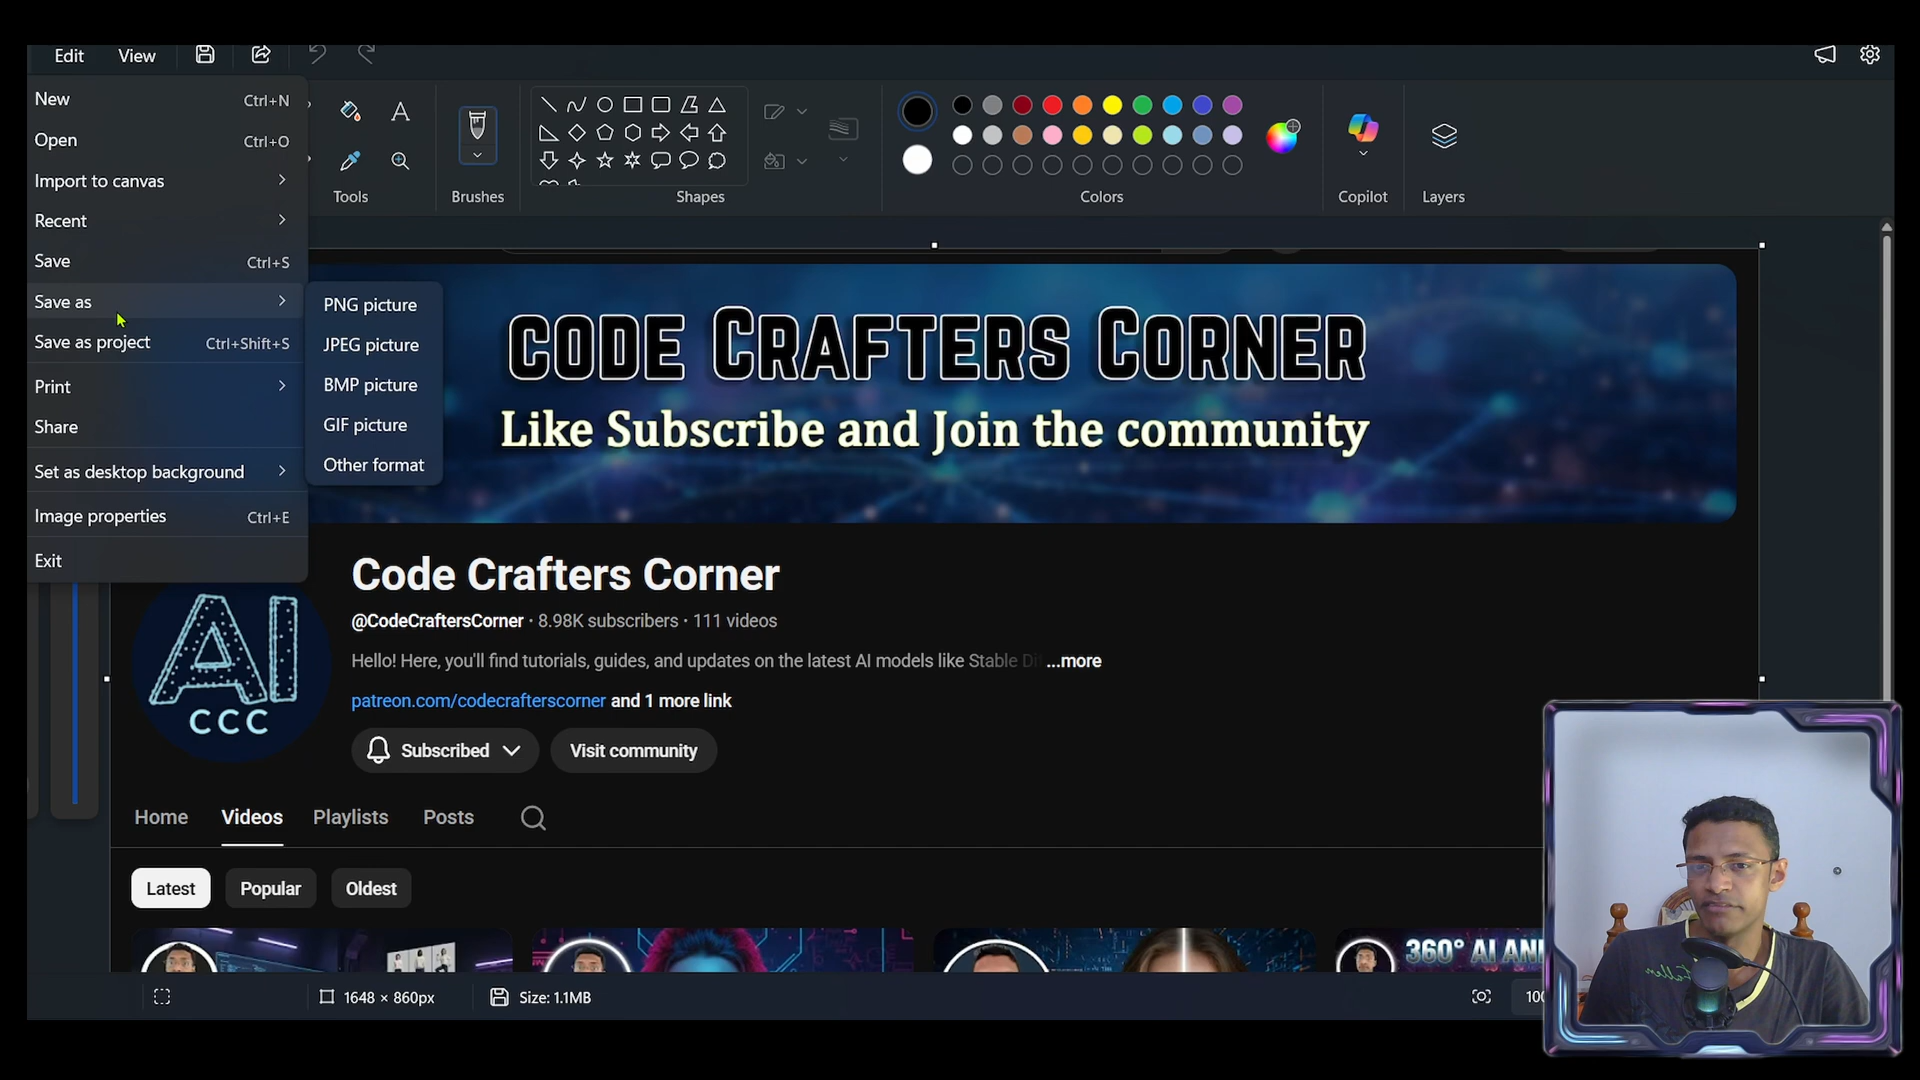 Edit View
New Ctrl+N
Open Ctrl+O
Import to canvas
Recent
Save Ctrl+S
Save as
Save as project Ctrl+Shift+S
Print
Share
Set as desktop background
Image properties Ctrl+E
Exit
PNG picture
JPEG picture
BMP picture
GIF picture
Other format
Tools
Brushes
Shapes
Colors
Copilot
Layers
CODE CRAFTERS CORNER
Like Subscribe and Join the community
AI
CCC
Code Crafters Corner
@CodeCraftersCorner · 8.98K subscribers · 111 videos
Hello! Here, you'll find tutorials, guides, and updates on the latest AI models like Stable Di ...more
patreon.com/codecrafterscorner and 1 more link
Subscribed
Visit community
Home Videos Playlists Posts
Latest Popular Oldest
360° AI ANI
1648 × 860px
Size: 1.1MB
100